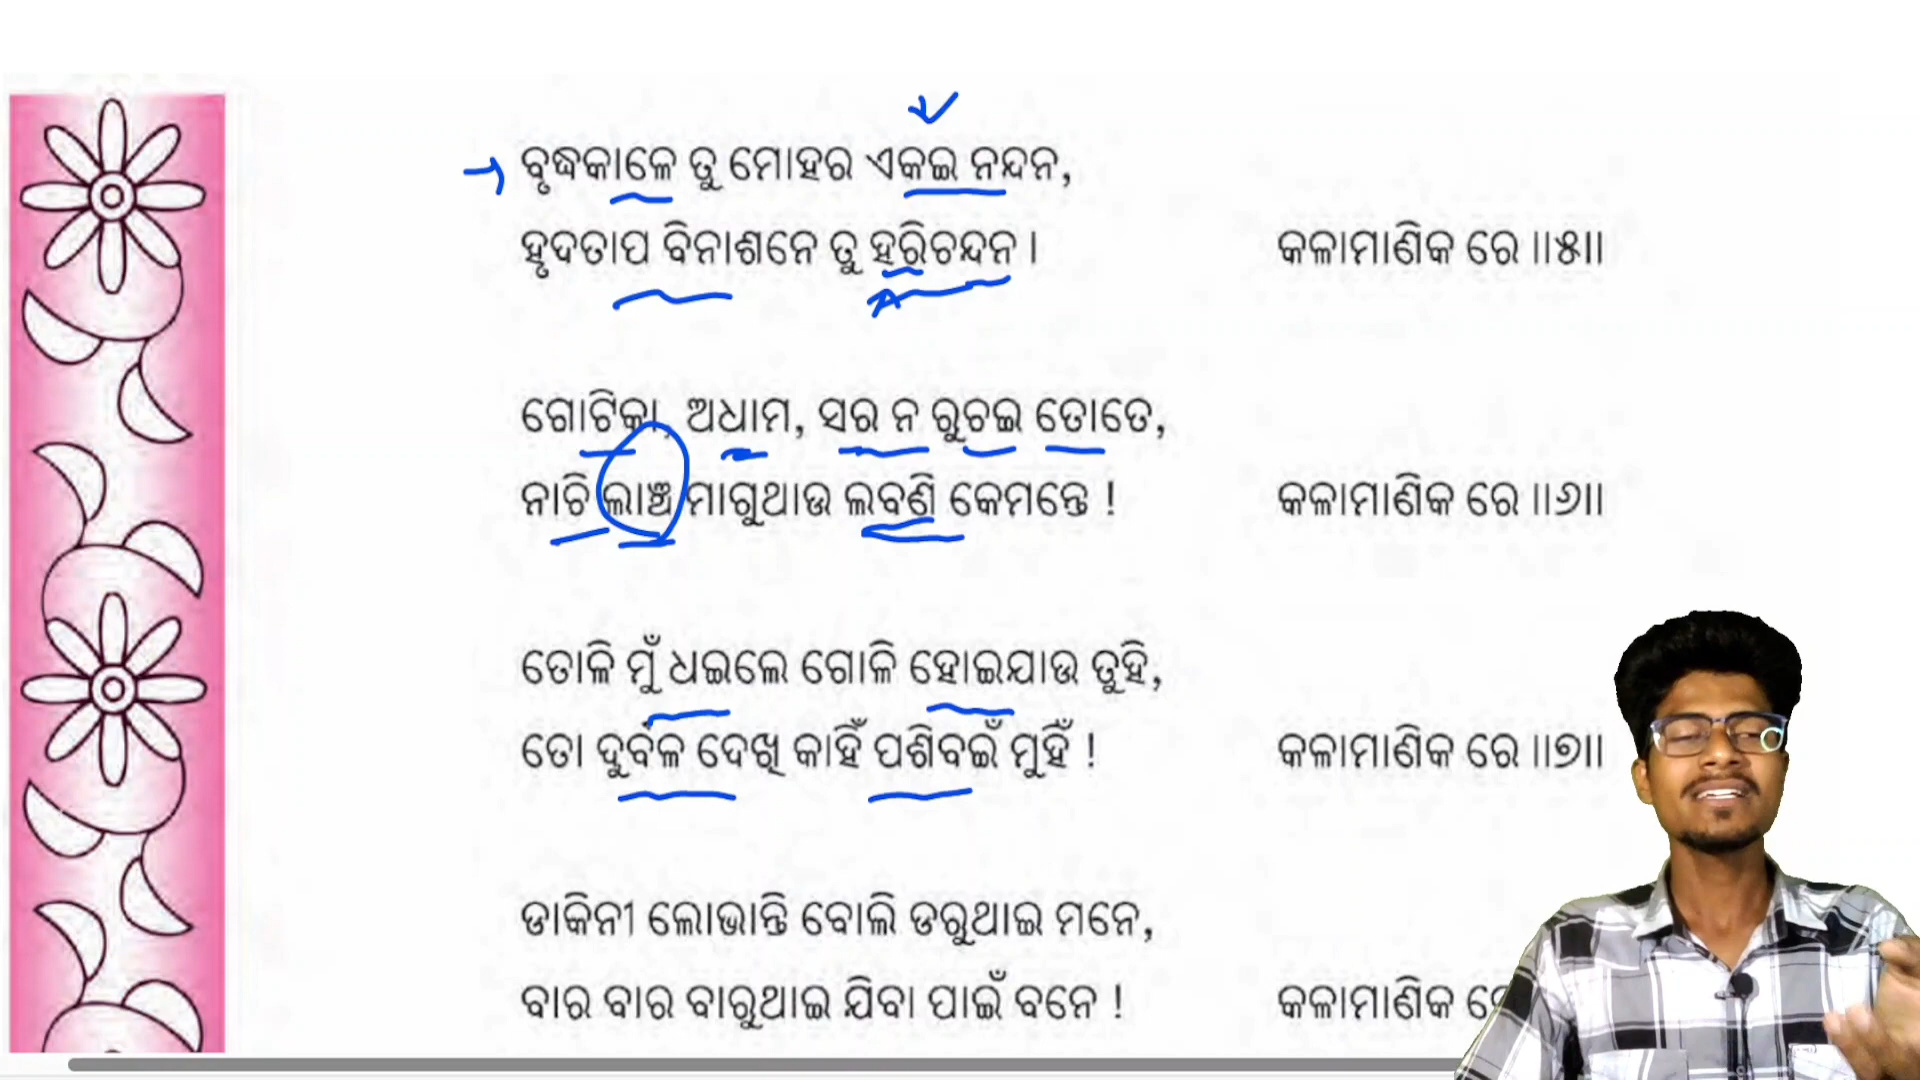 ବୃଦ୍ଧକାଳେ ତୁ ମୋହର ଏକଇ ନନ୍ଦନ,
ହୃଦତାପ ବିନାଶନେ ତୁ ହରିଚନ୍ଦନ । କଳାମାଣିକ ରେ ॥୫॥
ଗୋଟିକା, ଅଧାମ, ସର ନ ରୁଚଇ ତୋତେ,
ନାଚି ଲାଞ୍ଚ ମାଗୁଥାଉ ଲବଣି କେମନ୍ତେ ! କଳାମାଣିକ ରେ ॥୬॥
ତୋଳି ମୁଁ ଧଇଲେ ଗୋଳି ହୋଇଯାଉ ତୁହି,
ତୋ ଦୁର୍ବଳ ଦେଖି କାହିଁ ପଶିବଇଁ ମୁହିଁ ! କଳାମାଣିକ ରେ ॥୭॥
ଡାକିନୀ ଲୋଭାନ୍ତି ବୋଲି ଡରୁଥାଇ ମନେ,
ବାର ବାର ବାରୁଥାଇ ଯିବା ପାଇଁ ବନେ ! କଳାମାଣିକ